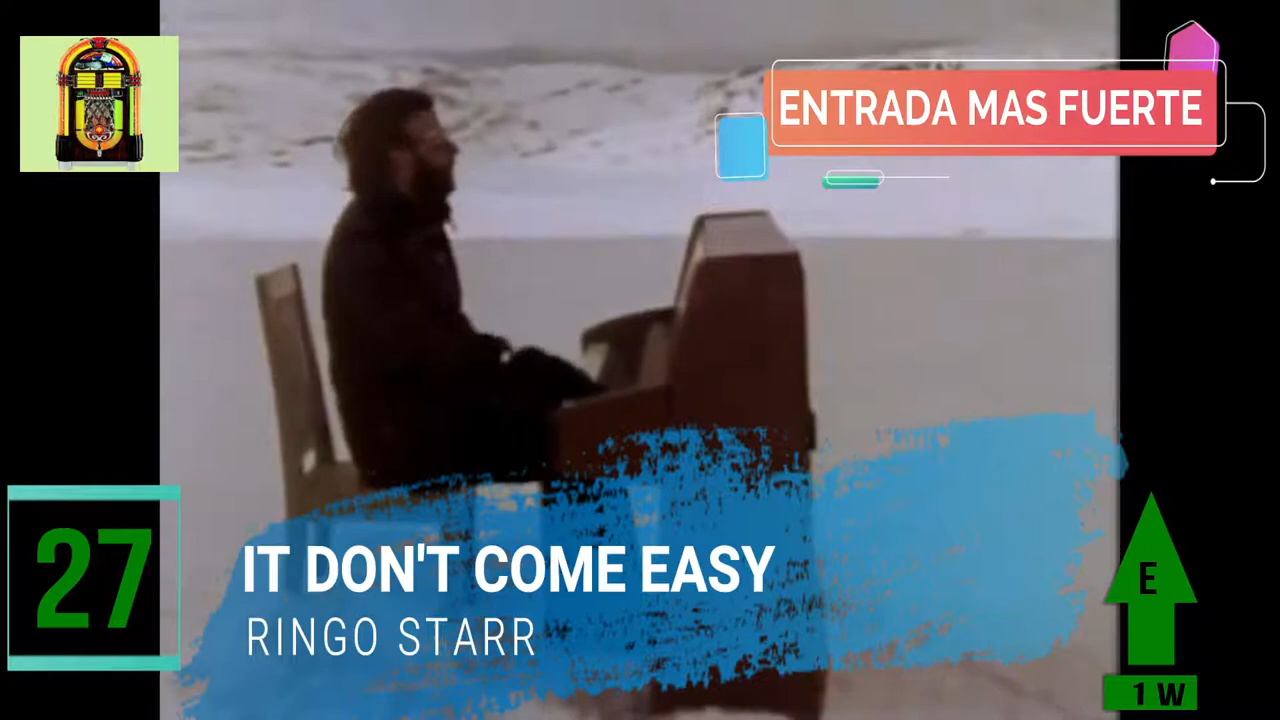 ENTRADA MAS FUERTE
27
IT DON'T COME EASY
RINGO STARR
E
1 W